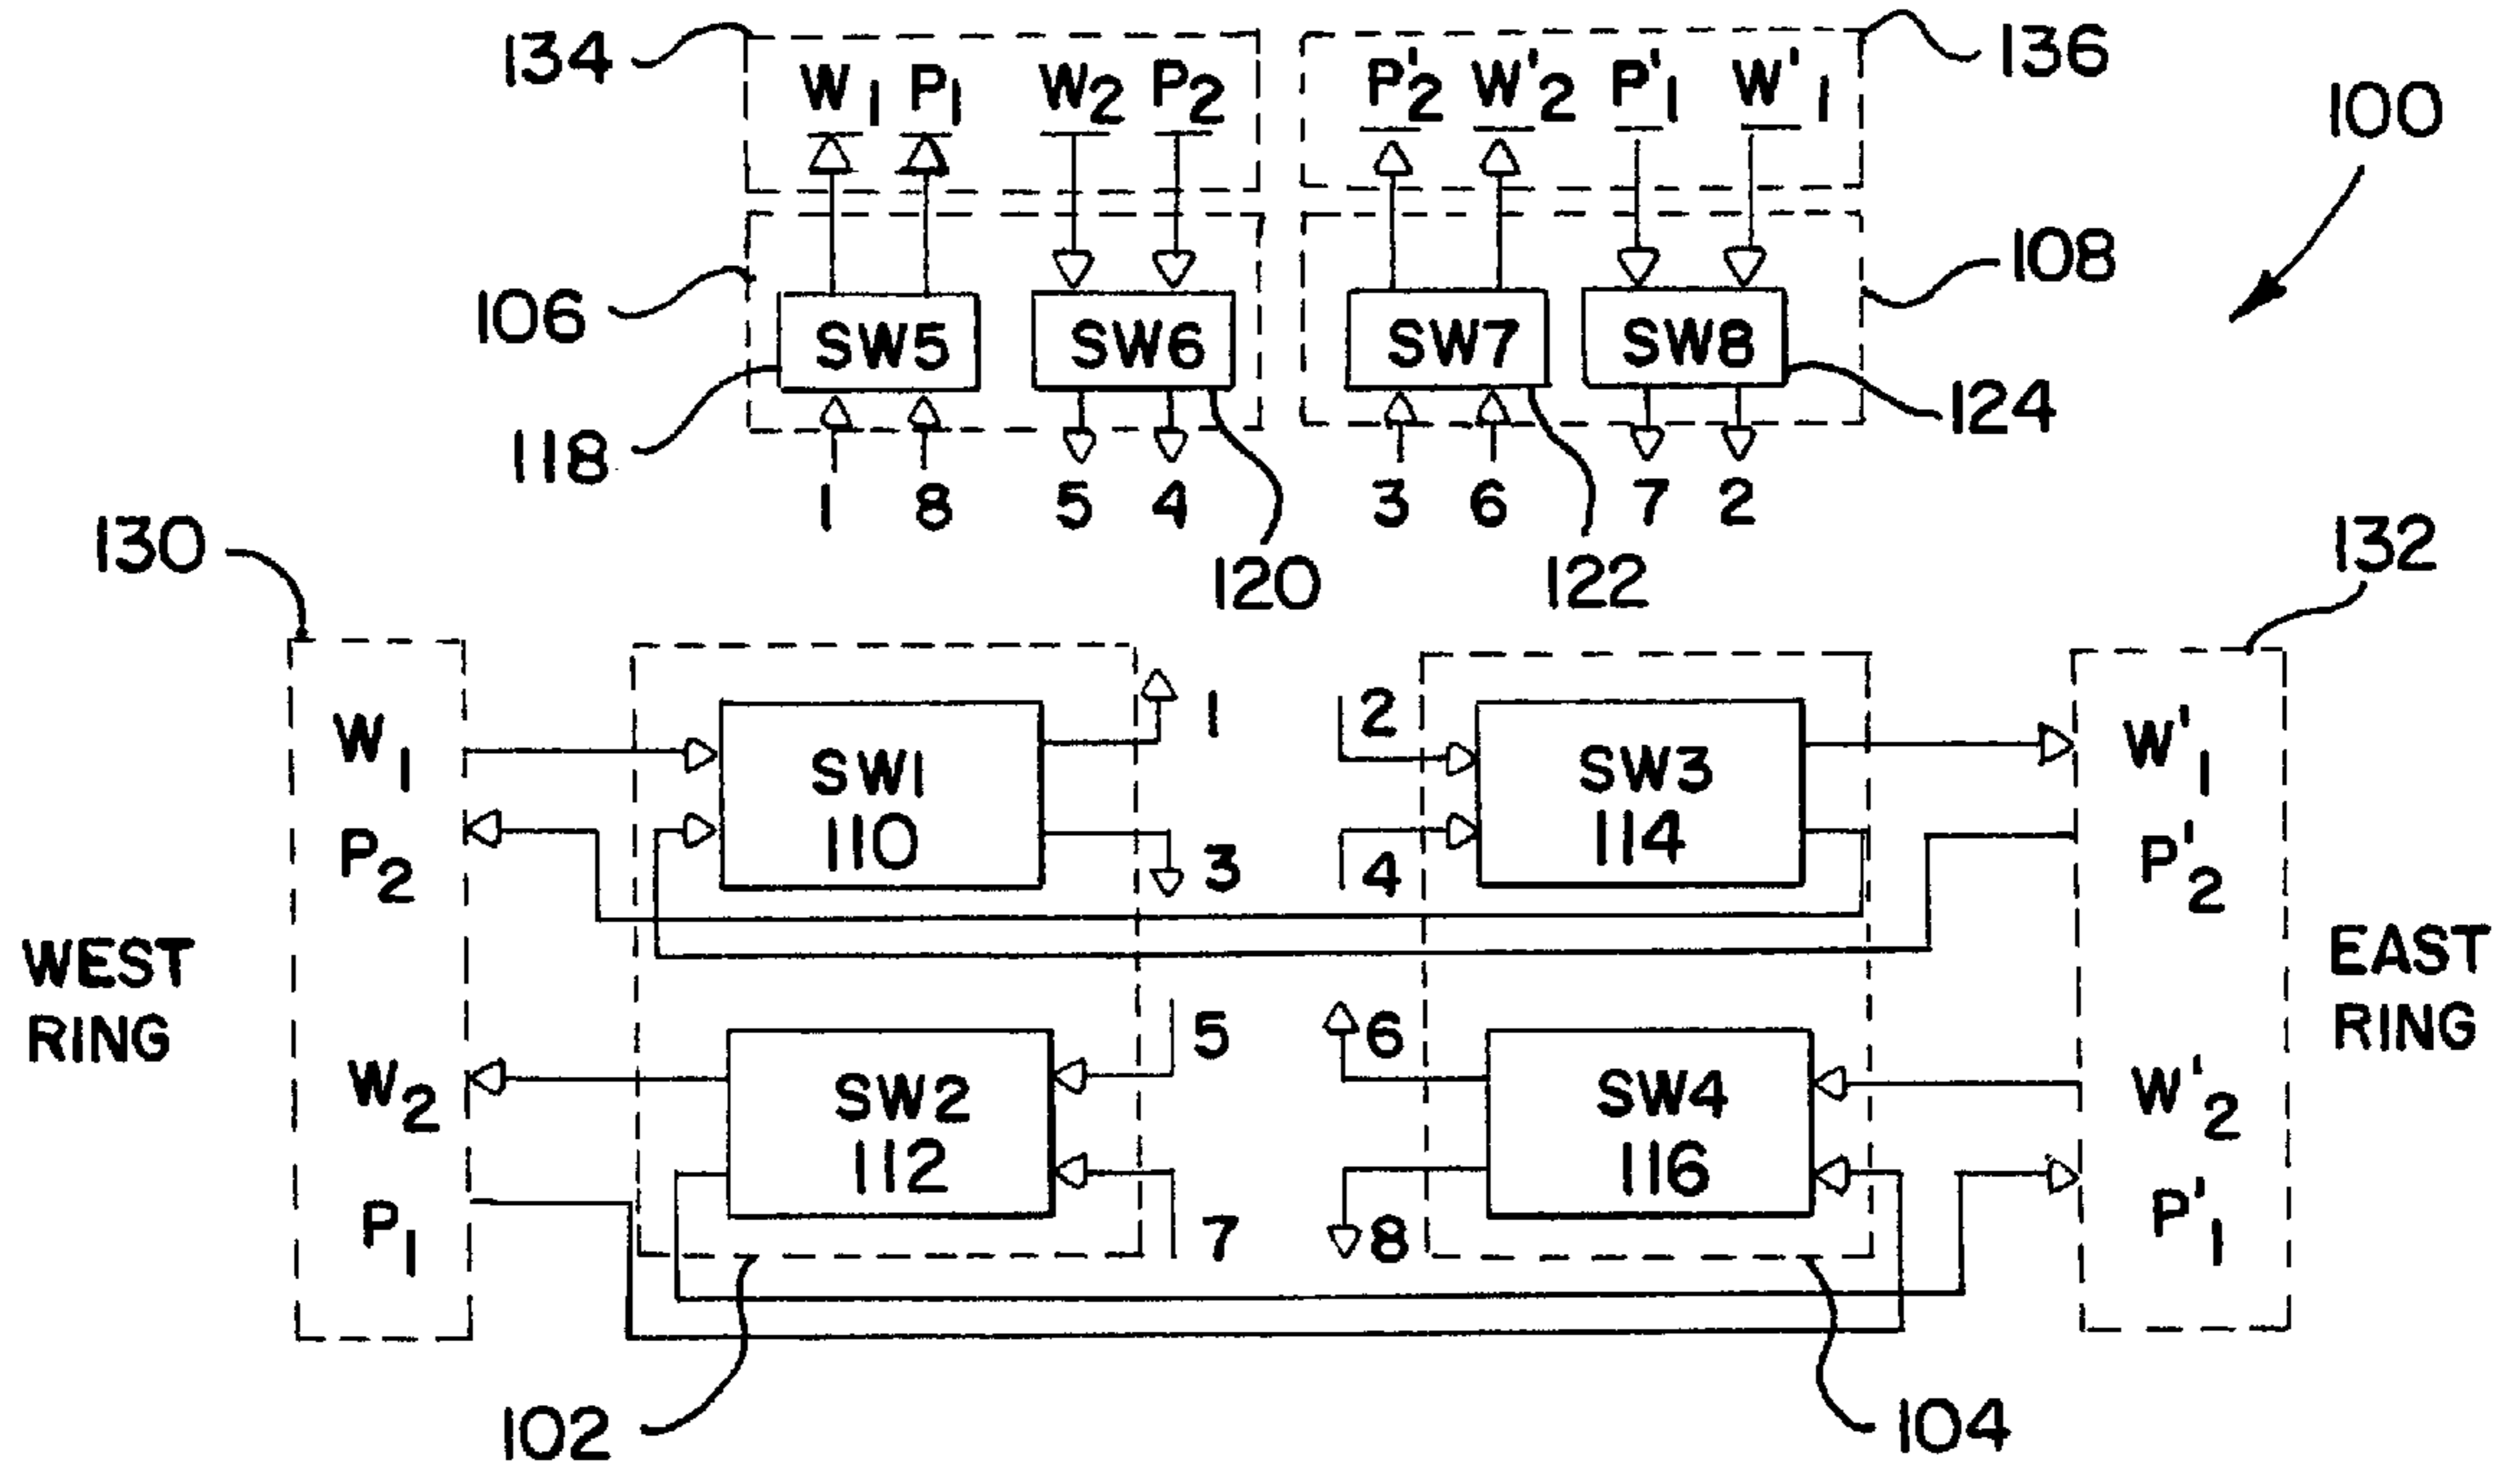 134
W1 P1 W2 P2
P'2 W'2 P'1 W'1
136
100
106
SW5 SW6 SW7 SW8
108
118
124
1 8 5 4 3 6 7 2
120
122
130
132
W1
P2
W2
P1
WEST
RING
SW1
110
1
3
2
4
SW3
114
SW2
112
5
7
6
8
SW4
116
W'1
P'2
W'2
P'1
EAST
RING
102
104